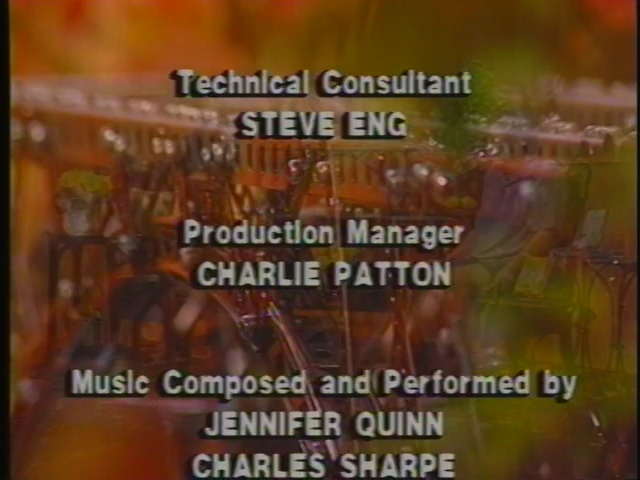 Technical Consultant
STEVE ENG
Production Manager
CHARLIE PATTON
Music Composed and Performed by
JENNIFER QUINN
CHARLES SHARPE